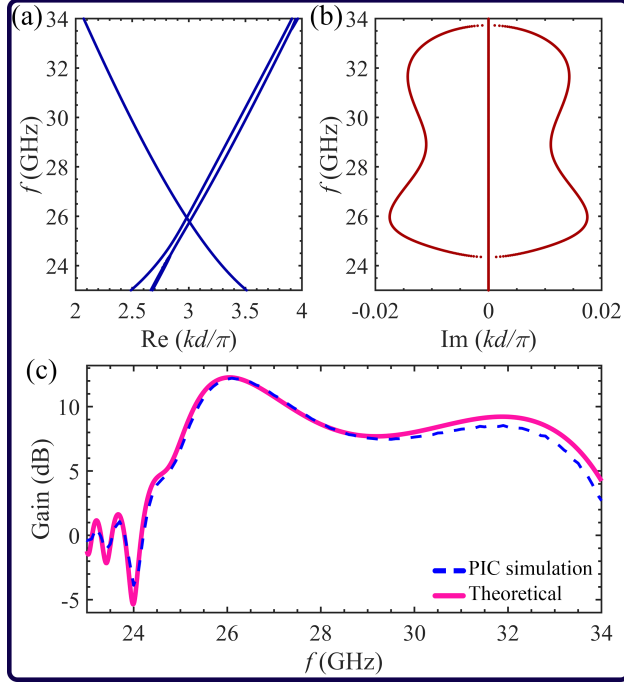 (a)
34
32
30
28
26
24
f (GHz)
2 2.5 3 3.5 4
Re (kd/π)
(b)
34
32
30
28
26
24
f (GHz)
-0.02 0 0.02
Im (kd/π)
(c)
10
5
0
-5
Gain (dB)
PIC simulation
Theoretical
24 26 28 30 32 34
f (GHz)